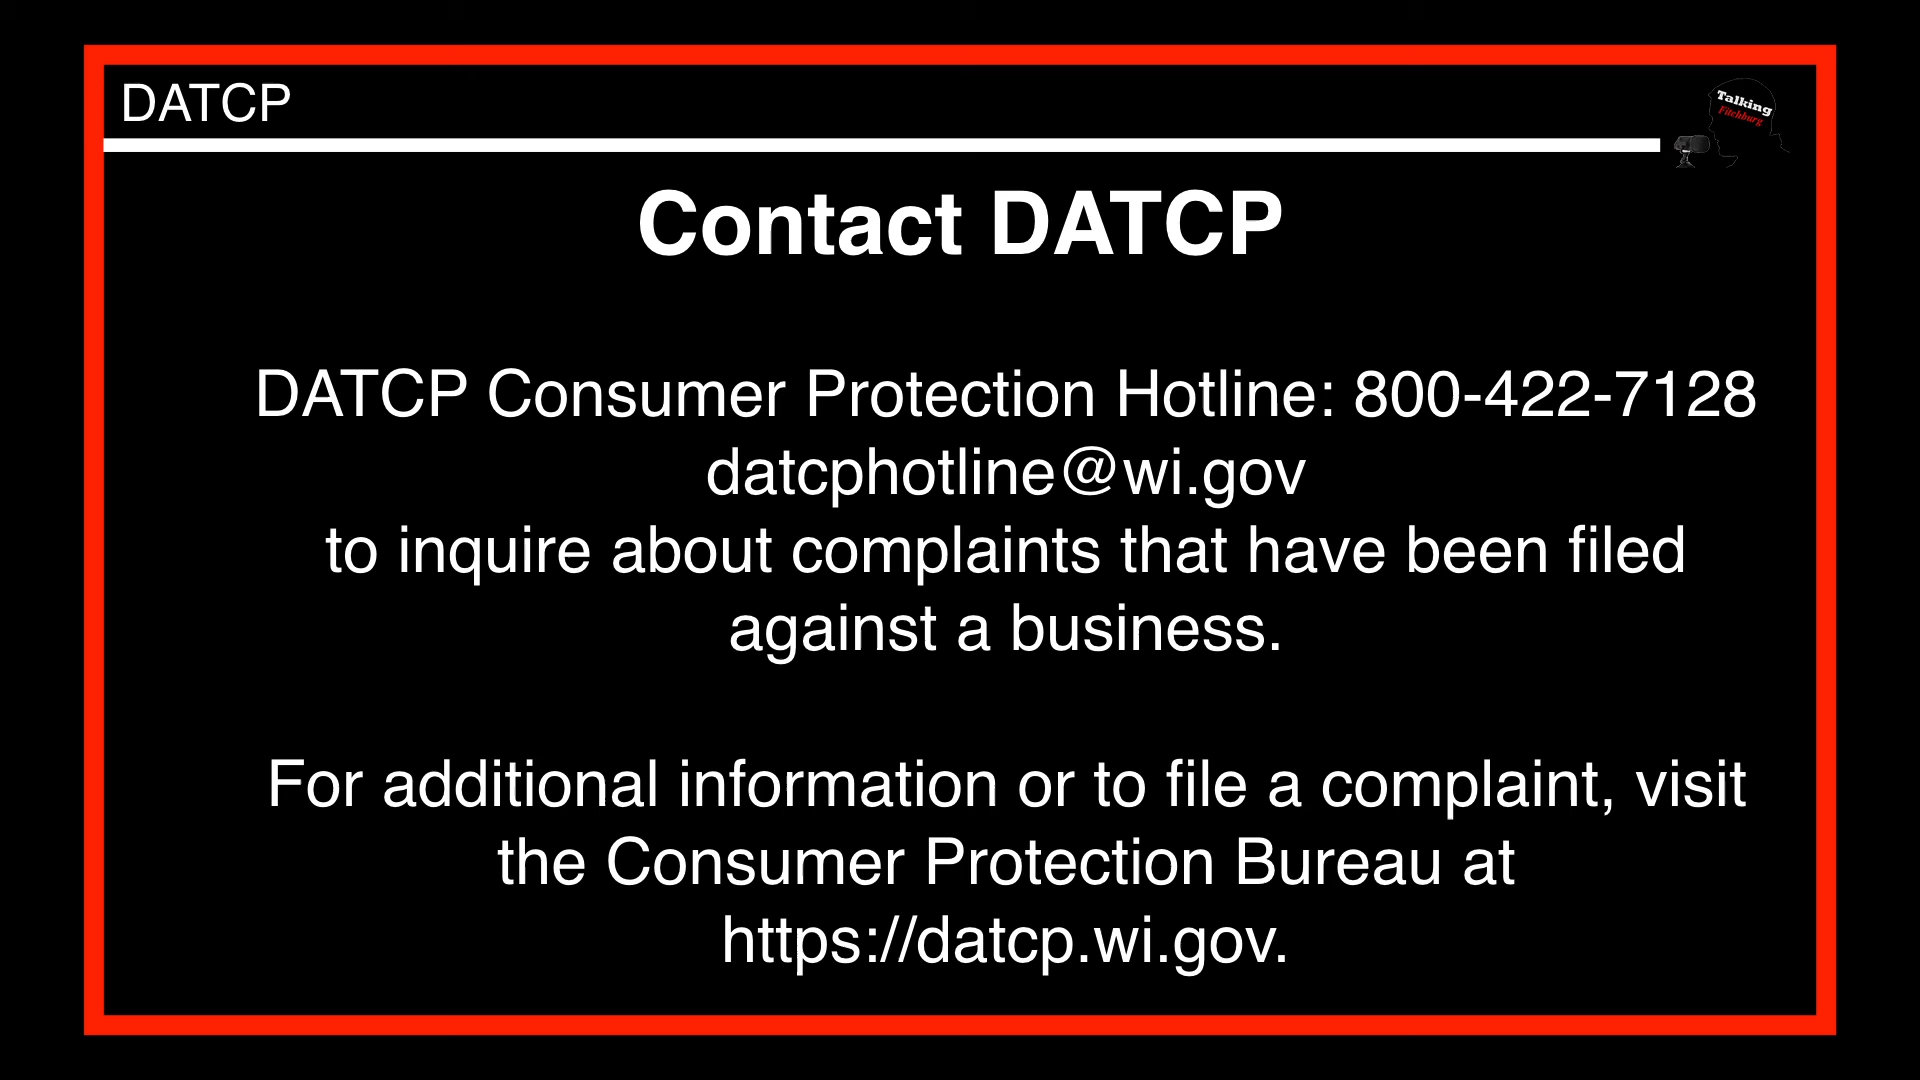 DATCP
Talking
Fitchburg
Contact DATCP
DATCP Consumer Protection Hotline: 800-422-7128
datcphotline@wi.gov
to inquire about complaints that have been filed
against a business.
For additional information or to file a complaint, visit
the Consumer Protection Bureau at
https://datcp.wi.gov.